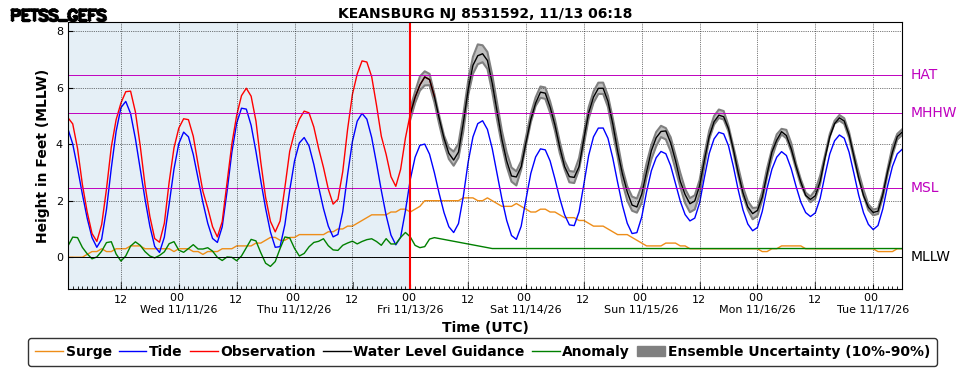 PETSS_GEFS
KEANSBURG NJ 8531592, 11/13 06:18
Height in Feet (MLLW)
8
6
4
2
0
HAT
MHHW
MSL
MLLW
12 00 12 00 12 00 12 00 12 00 12 00 12 00
Wed 11/11/26 Thu 11/12/26 Fri 11/13/26 Sat 11/14/26 Sun 11/15/26 Mon 11/16/26 Tue 11/17/26
Time (UTC)
Surge Tide Observation Water Level Guidance Anomaly Ensemble Uncertainty (10%-90%)